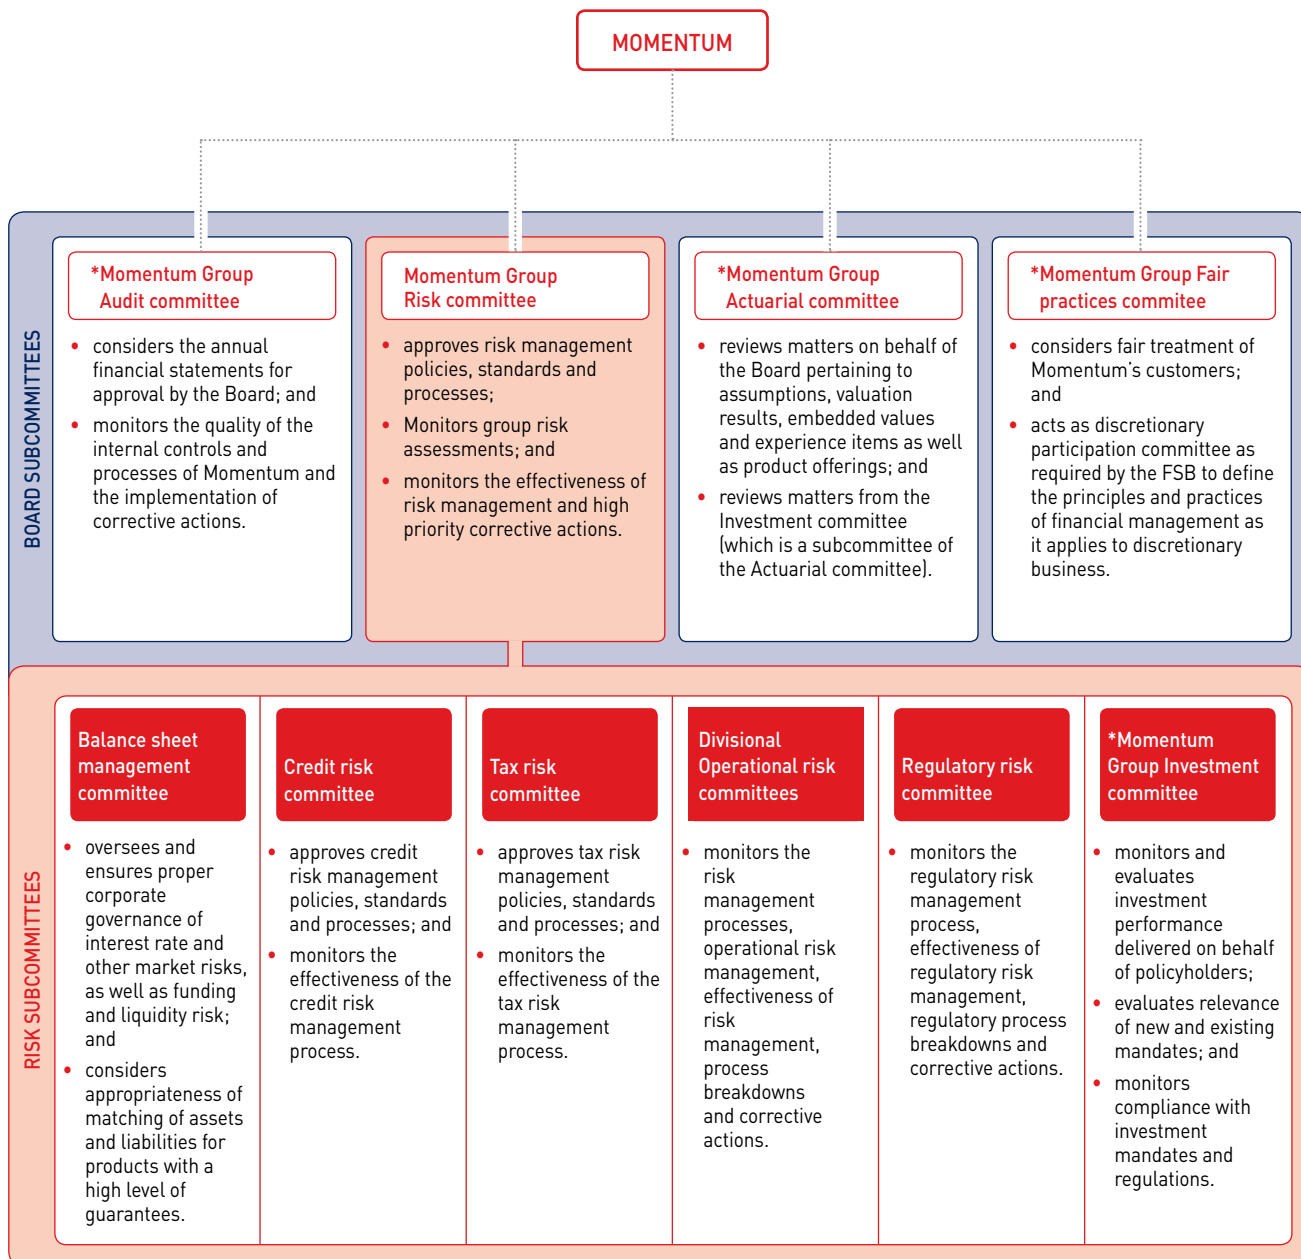 MOMENTUM
BOARD SUBCOMMITTEES
*Momentum Group
Audit committee
• considers the annual
financial statements for
approval by the Board; and
• monitors the quality of the
internal controls and
processes of Momentum and
the implementation of
corrective actions.
Momentum Group
Risk committee
• approves risk management
policies, standards and
processes;
• Monitors group risk
assessments; and
• monitors the effectiveness of
risk management and high
priority corrective actions.
*Momentum Group
Actuarial committee
• reviews matters on behalf of
the Board pertaining to
assumptions, valuation
results, embedded values
and experience items as well
as product offerings; and
• reviews matters from the
Investment committee
(which is a subcommittee of
the Actuarial committee).
*Momentum Group Fair
practices commitee
• considers fair treatment of
Momentum's customers;
and
• acts as discretionary
participation committee as
required by the FSB to define
the principles and practices
of financial management as
it applies to discretionary
business.
RISK SUBCOMMITTEES
Balance sheet
management
committee
• oversees and
ensures proper
corporate
governance of
interest rate and
other market risks,
as well as funding
and liquidity risk;
and
• considers
appropriateness of
matching of assets
and liabilities for
products with a
high level of
guarantees.
Credit risk
committee
• approves credit
risk management
policies, standards
and processes; and
• monitors the
effectiveness of the
credit risk
management
process.
Tax risk
committee
• approves tax risk
management
policies, standards
and processes; and
• monitors the
effectiveness of the
tax risk
management
process.
Divisional
Operational risk
committees
• monitors the
risk
management
processes,
operational risk
management,
effectiveness of
risk
management,
process
breakdowns
and corrective
actions.
Regulatory risk
committee
• monitors the
regulatory risk
management
process,
effectiveness of
regulatory risk
management,
regulatory process
breakdowns and
corrective actions.
*Momentum
Group Investment
committee
• monitors and
evaluates
investment
performance
delivered on behalf
of policyholders;
• evaluates relevance
of new and existing
mandates; and
• monitors
compliance with
investment
mandates and
regulations.